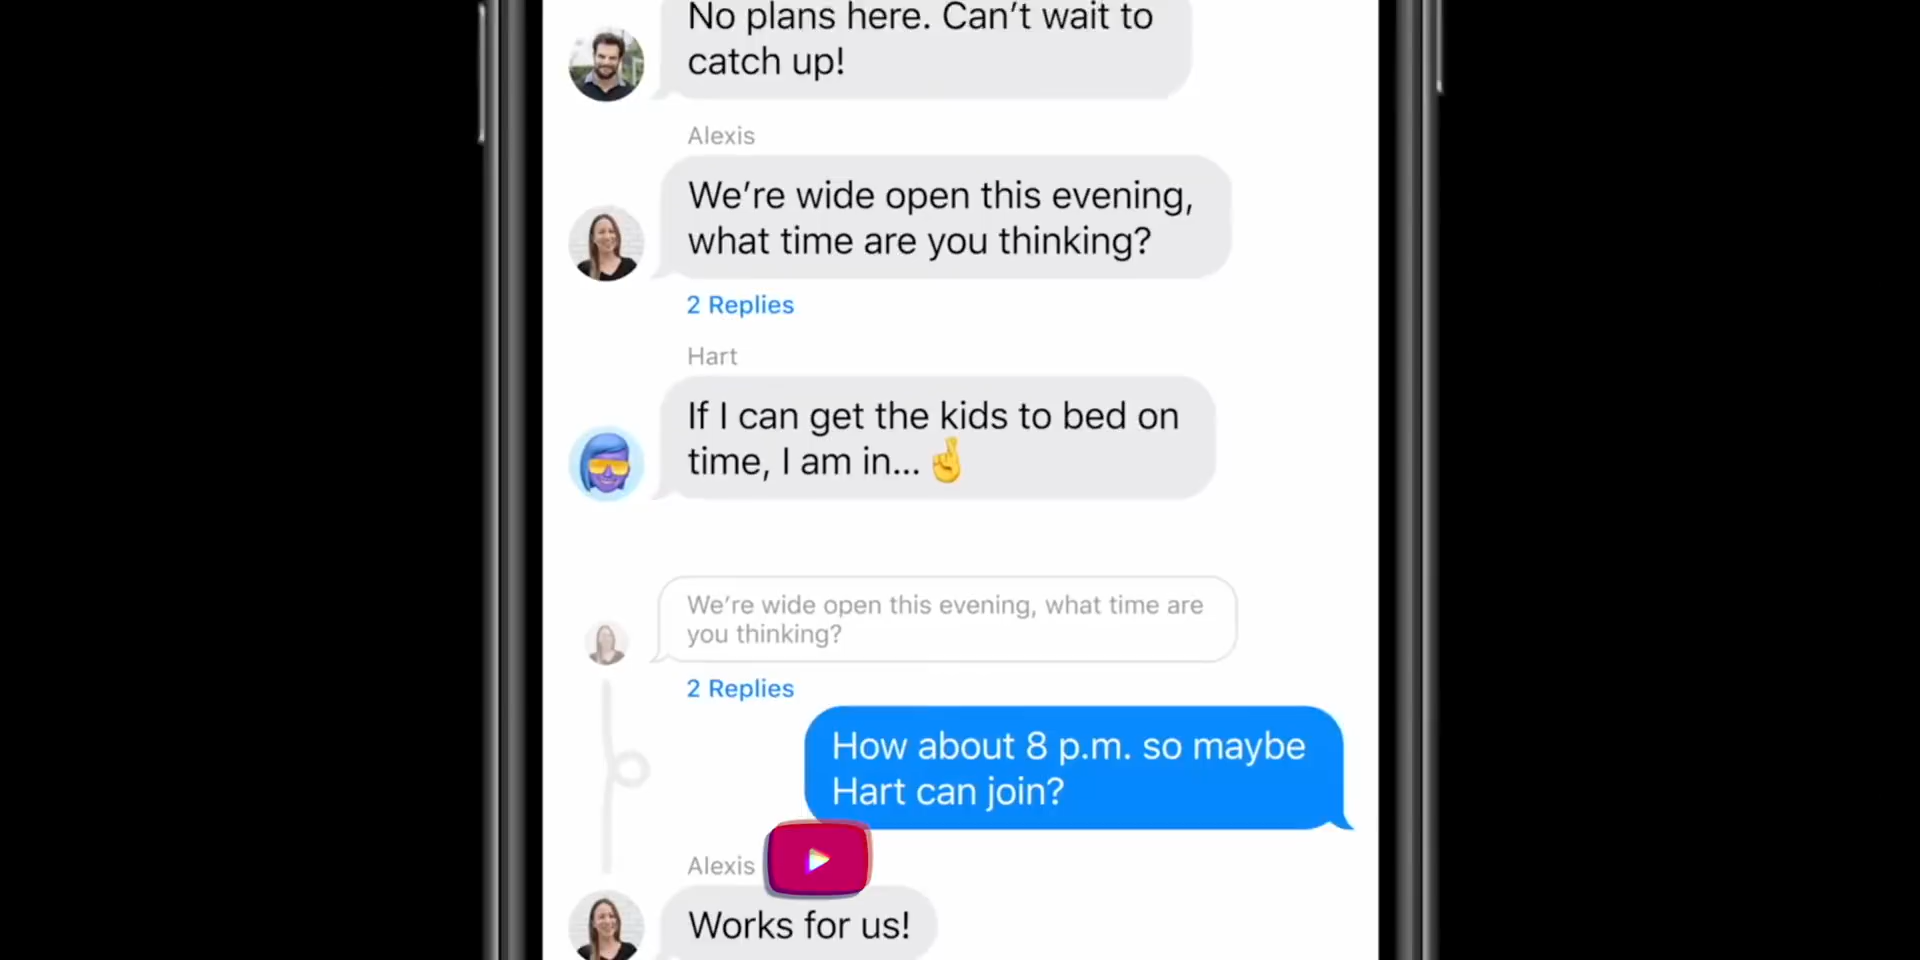 No plans here. Can’t wait to
catch up!
Alexis
We’re wide open this evening,
what time are you thinking?
2 Replies
Hart
If I can get the kids to bed on
time, I am in... 🤞
We’re wide open this evening, what time are
you thinking?
2 Replies
How about 8 p.m. so maybe
Hart can join?
Alexis
Works for us!